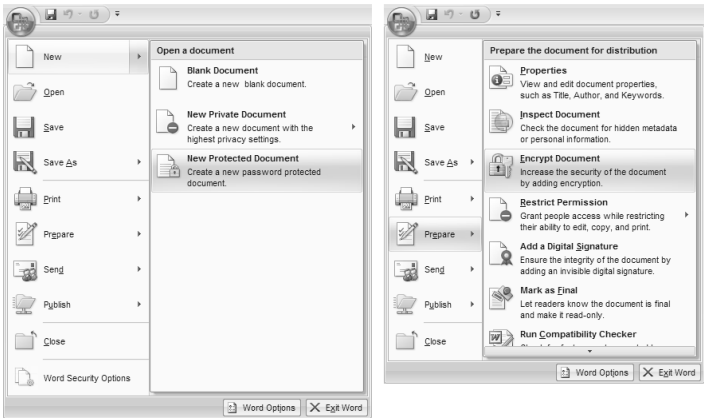 New
Open
Save
Save As
Print
Prepare
Send
Publish
Close
Word Security Options
Open a document
Blank Document
Create a new blank document.
New Private Document
Create a new document with the
highest privacy settings.
New Protected Document
Create a new password protected
document.
Word Options
Exit Word
New
Open
Save
Save As
Print
Prepare
Send
Publish
Close
Prepare the document for distribution
Properties
View and edit document properties,
such as Title, Author, and Keywords.
Inspect Document
Check the document for hidden metadata
or personal information.
Encrypt Document
Increase the security of the document
by adding encryption.
Restrict Permission
Grant people access while restricting
their ability to edit, copy, and print.
Add a Digital Signature
Ensure the integrity of the document by
adding an invisible digital signature.
Mark as Final
Let readers know the document is final
and make it read-only.
Run Compatibility Checker
Word Options
Exit Word